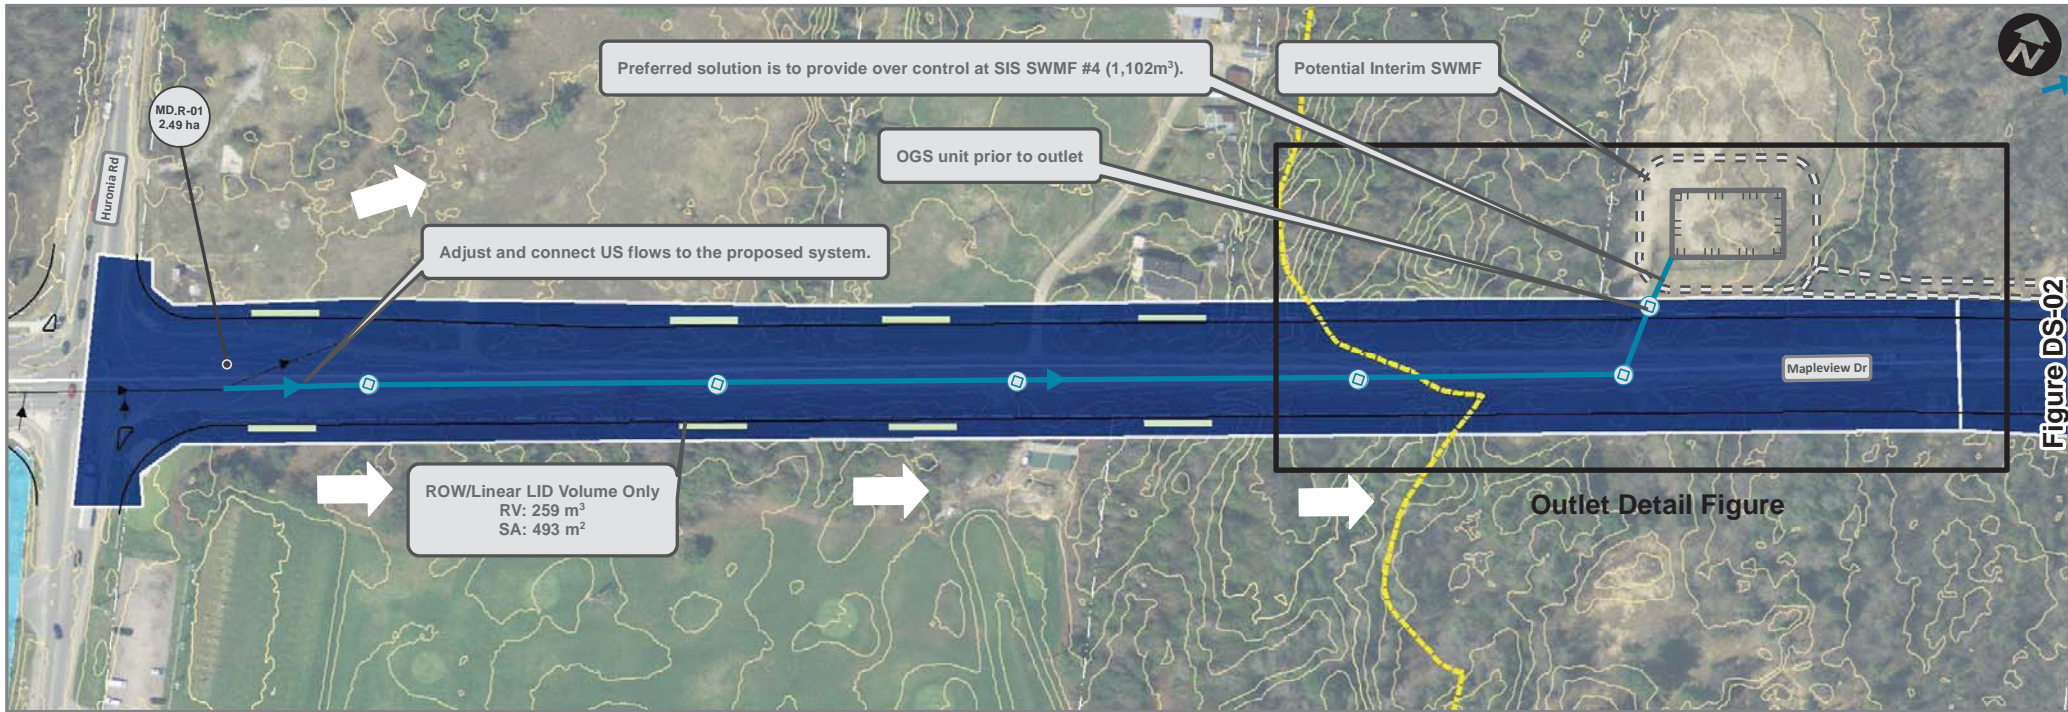 Preferred solution is to provide over control at SIS SWMF #4 (1,102m³).
Potential Interim SWMF
N
MD.R-01
2.49 ha
Huronia Rd
OGS unit prior to outlet
Adjust and connect US flows to the proposed system.
Mapleview Dr
Figure DS-02
ROW/Linear LID Volume Only
RV: 259 m³
SA: 493 m²
Outlet Detail Figure